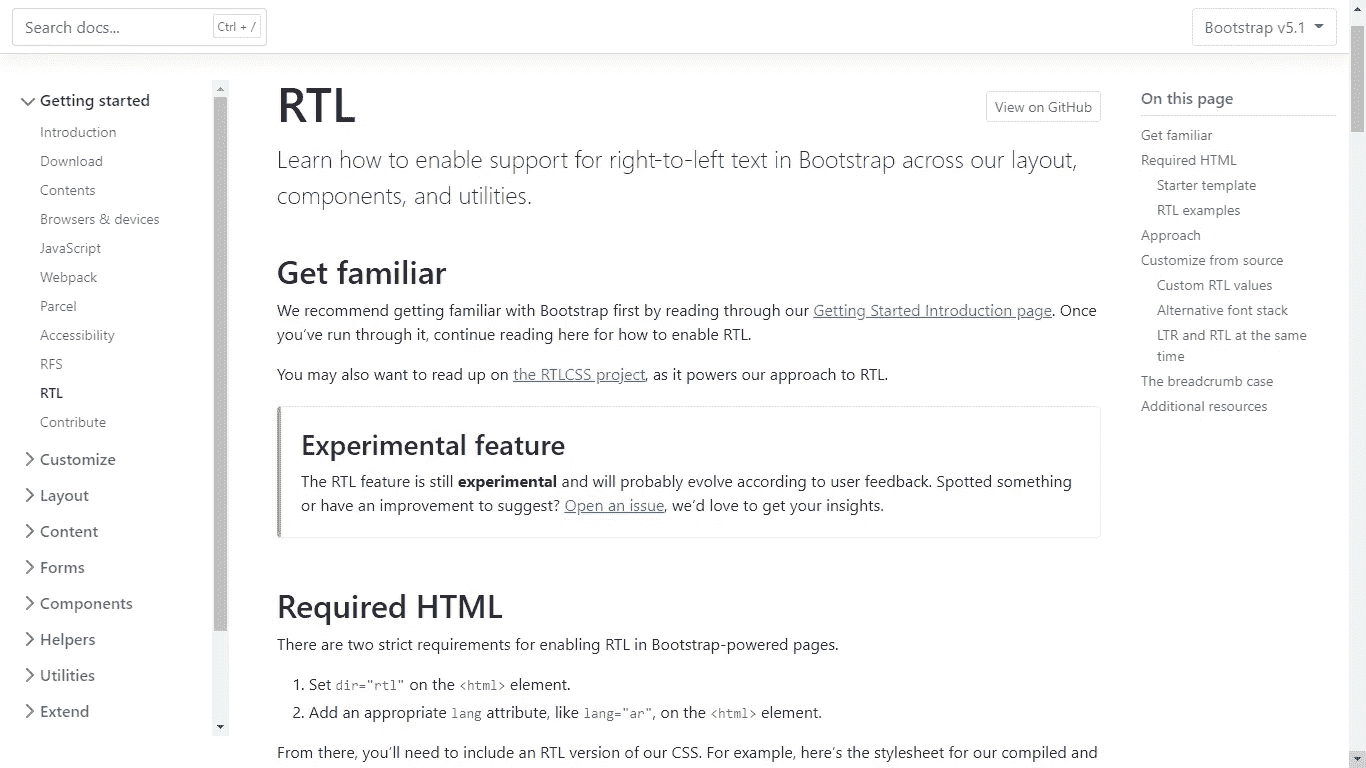 Search docs...
Ctrl + /
Bootstrap v5.1
Getting started
Introduction
Download
Contents
Browsers & devices
JavaScript
Webpack
Parcel
Accessibility
RFS
RTL
Contribute
Customize
Layout
Content
Forms
Components
Helpers
Utilities
Extend
RTL
View on GitHub
Learn how to enable support for right-to-left text in Bootstrap across our layout,
components, and utilities.
Get familiar
We recommend getting familiar with Bootstrap first by reading through our Getting Started Introduction page. Once
you’ve run through it, continue reading here for how to enable RTL.
You may also want to read up on the RTLCSS project, as it powers our approach to RTL.
Experimental feature
The RTL feature is still experimental and will probably evolve according to user feedback. Spotted something
or have an improvement to suggest? Open an issue, we’d love to get your insights.
Required HTML
There are two strict requirements for enabling RTL in Bootstrap-powered pages.
1. Set dir="rtl" on the <html> element.
2. Add an appropriate lang attribute, like lang="ar", on the <html> element.
From there, you’ll need to include an RTL version of our CSS. For example, here’s the stylesheet for our compiled and
On this page
Get familiar
Required HTML
Starter template
RTL examples
Approach
Customize from source
Custom RTL values
Alternative font stack
LTR and RTL at the same
time
The breadcrumb case
Additional resources